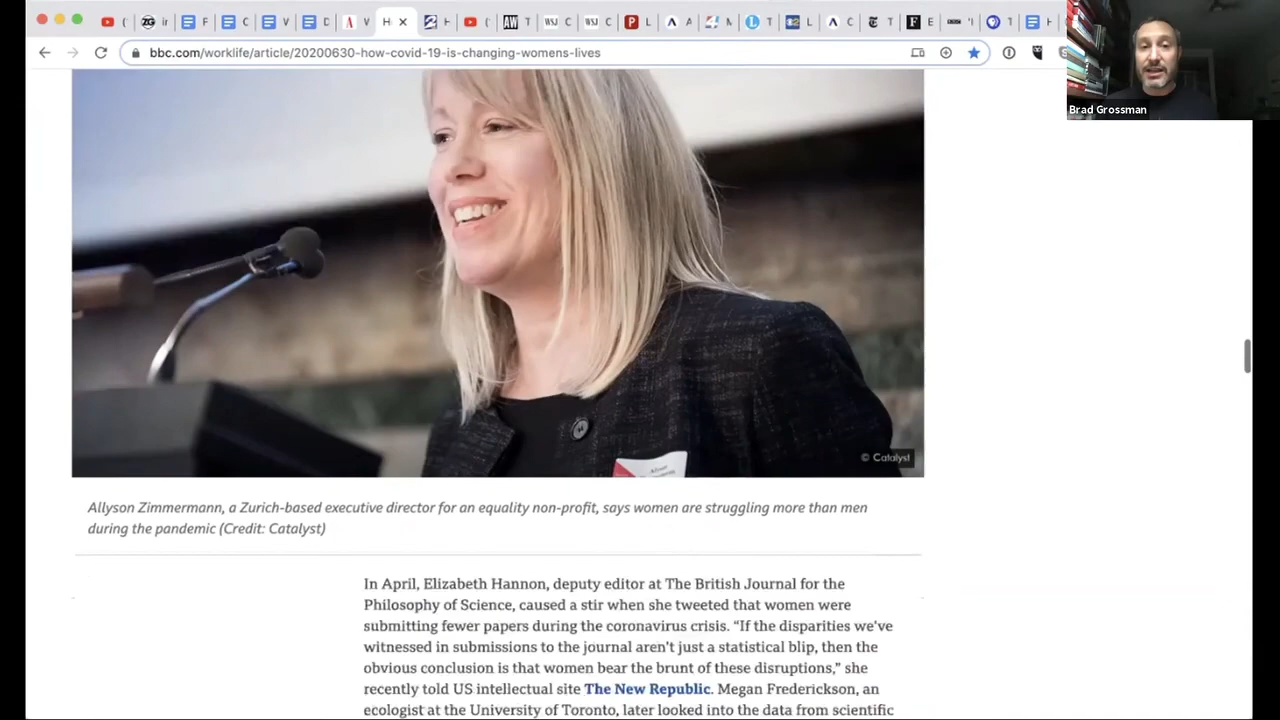 bbc.com/worklife/article/20200630-how-covid-19-is-changing-womens-lives
Brad Grossman
© Catalyst
Allyson Zimmermann, a Zurich-based executive director for an equality non-profit, says women are struggling more than men
during the pandemic (Credit: Catalyst)
In April, Elizabeth Hannon, deputy editor at The British Journal for the
Philosophy of Science, caused a stir when she tweeted that women were
submitting fewer papers during the coronavirus crisis. “If the disparities we’ve
witnessed in submissions to the journal aren’t just a statistical blip, then the
obvious conclusion is that women bear the brunt of these disruptions,” she
recently told US intellectual site The New Republic. Megan Frederickson, an
ecologist at the University of Toronto, later looked into the data from scientific